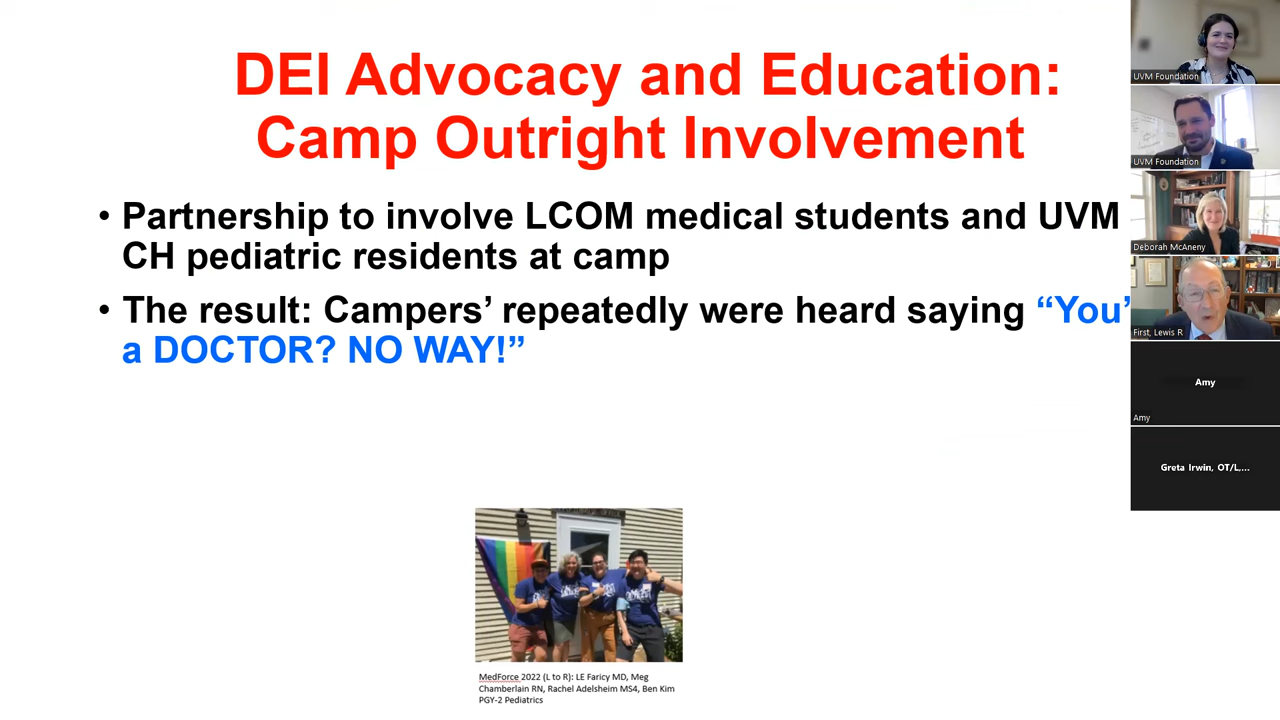 DEI Advocacy and Education:
Camp Outright Involvement
• Partnership to involve LCOM medical students and UVM
CH pediatric residents at camp
• The result: Campers’ repeatedly were heard saying “You’
a DOCTOR? NO WAY!”
MedForce 2022 (L to R): LE Faricy MD, Meg
Chamberlain RN, Rachel Adelsheim MS4, Ben Kim
PGY-2 Pediatrics
UVM Foundation
UVM Foundation
Deborah McAneny
First, Lewis R
Amy
Amy
Greta Irwin, OT/L,...